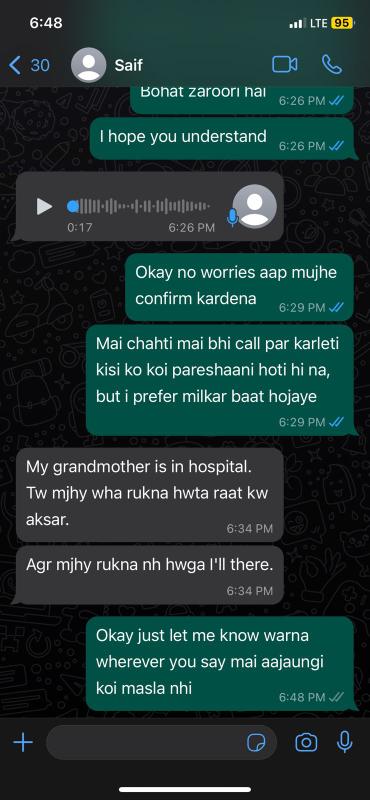 6:48
LTE 95
30
Saif
Bohat zaroori hai
6:26 PM
I hope you understand
6:26 PM
0:17
6:26 PM
Okay no worries aap mujhe
confirm kardena
6:29 PM
Mai chahti mai bhi call par karleti
kisi ko koi pareshaani hoti hi na,
but i prefer milkar baat hojaye
6:29 PM
My grandmother is in hospital.
Tw mjhy wha rukna hwta raat kw
aksar.
6:34 PM
Agr mjhy rukna nh hwga I'll there.
6:34 PM
Okay just let me know warna
wherever you say mai aajaungi
koi masla nhi
6:48 PM